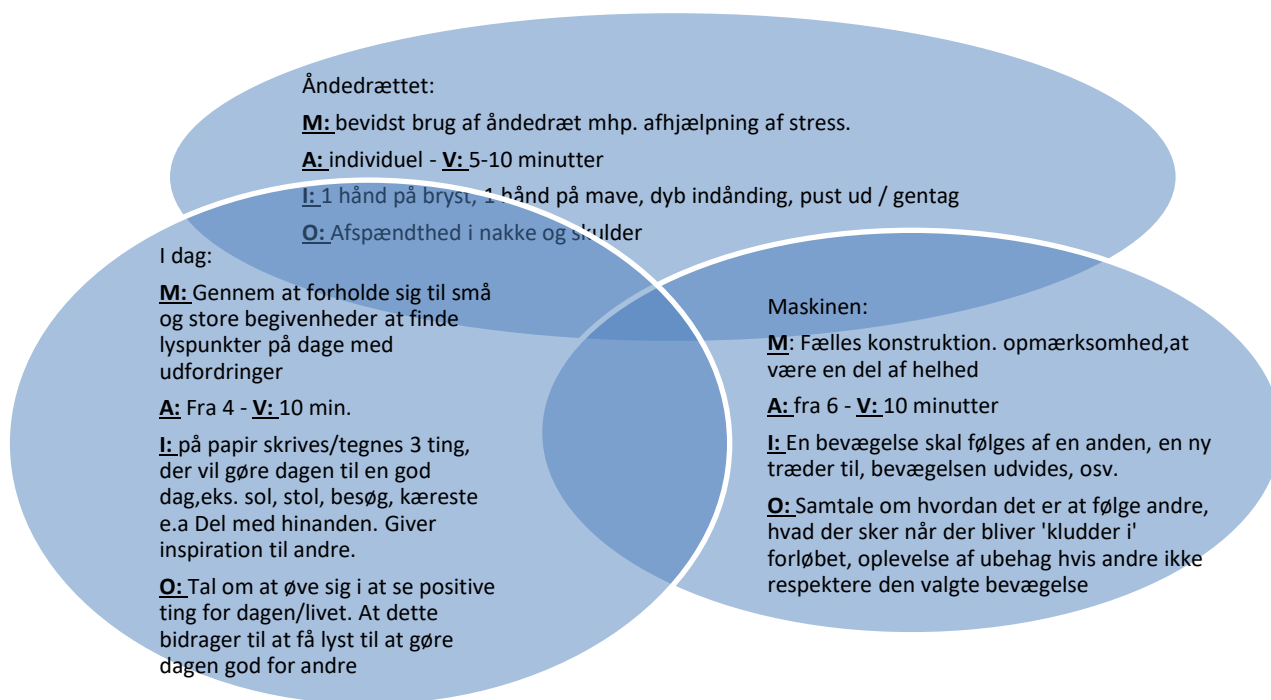 Åndedrættet:
M: bevidst brug af åndedræt mhp. afhjælpning af stress.
A: individuel - V: 5-10 minutter
I: 1 hånd på bryst, 1 hånd på mave, dyb indånding, pust ud / gentag
O: Afspændthed i nakke og skulder
I dag:
M: Gennem at forholde sig til små
og store begivenheder at finde
lyspunkter på dage med
udfordringer
A: Fra 4 - V: 10 min.
I: på papir skrives/tegnes 3 ting,
der vil gøre dagen til en god
dag,eks. sol, stol, besøg, kæreste
e.a Del med hinanden. Giver
inspiration til andre.
O: Tal om at øve sig i at se positive
ting for dagen/livet. At dette
bidrager til at få lyst til at gøre
dagen god for andre
Maskinen:
M: Fælles konstruktion. opmærksomhed,at
være en del af helhed
A: fra 6 - V: 10 minutter
I: En bevægelse skal følges af en anden, en ny
træder til, bevægelsen udvides, osv.
O: Samtale om hvordan det er at følge andre,
hvad der sker når der bliver 'kludder i'
forløbet, oplevelse af ubehag hvis andre ikke
respektere den valgte bevægelse